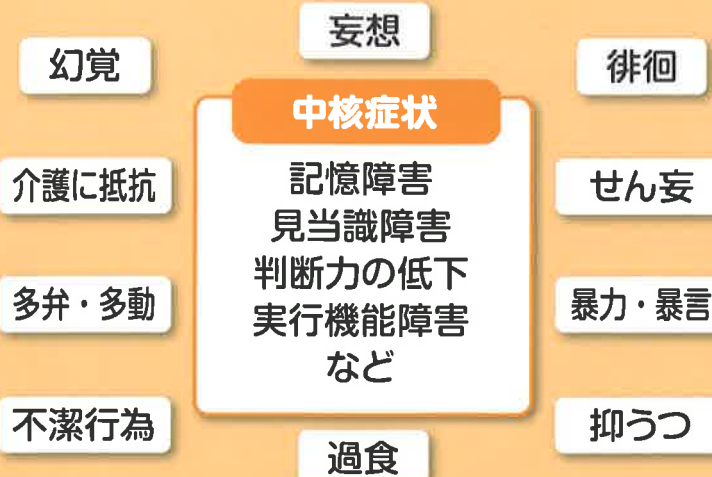 妄想
幻覚
徘徊
中核症状
介護に抵抗
記憶障害
見当識障害
判断力の低下
実行機能障害
など
せん妄
多弁・多動
暴力・暴言
不潔行為
抑うつ
過食